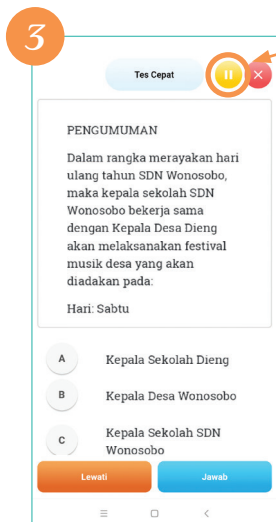 3
Tes Cepat
PENGUMUMAN
Dalam rangka merayakan hari
ulang tahun SDN Wonosobo,
maka kepala sekolah SDN
Wonosobo bekerja sama
dengan Kepala Desa Dieng
akan melaksanakan festival
musik desa yang akan
diadakan pada:
Hari: Sabtu
A Kepala Sekolah Dieng
B Kepala Desa Wonosobo
C Kepala Sekolah SDN
Wonosobo
Lewati Jawab